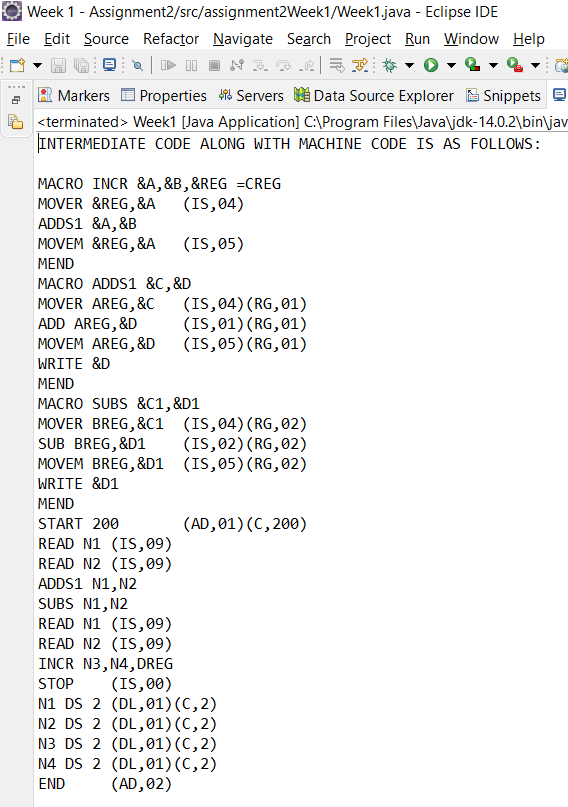 Week 1 - Assignment2/src/assignment2Week1/Week1.java - Eclipse IDE
File Edit Source Refactor Navigate Search Project Run Window Help
Markers Properties Servers Data Source Explorer Snippets
<terminated> Week1 [Java Application] C:\Program Files\Java\jdk-14.0.2\bin\jav
INTERMEDIATE CODE ALONG WITH MACHINE CODE IS AS FOLLOWS:
MACRO INCR &A,&B,&REG =CREG
MOVER &REG,&A (IS,04)
ADDS1 &A,&B
MOVEM &REG,&A (IS,05)
MEND
MACRO ADDS1 &C,&D
MOVER AREG,&C (IS,04)(RG,01)
ADD AREG,&D (IS,01)(RG,01)
MOVEM AREG,&D (IS,05)(RG,01)
WRITE &D
MEND
MACRO SUBS &C1,&D1
MOVER BREG,&C1 (IS,04)(RG,02)
SUB BREG,&D1 (IS,02)(RG,02)
MOVEM BREG,&D1 (IS,05)(RG,02)
WRITE &D1
MEND
START 200 (AD,01)(C,200)
READ N1 (IS,09)
READ N2 (IS,09)
ADDS1 N1,N2
SUBS N1,N2
READ N1 (IS,09)
READ N2 (IS,09)
INCR N3,N4,DREG
STOP (IS,00)
N1 DS 2 (DL,01)(C,2)
N2 DS 2 (DL,01)(C,2)
N3 DS 2 (DL,01)(C,2)
N4 DS 2 (DL,01)(C,2)
END (AD,02)